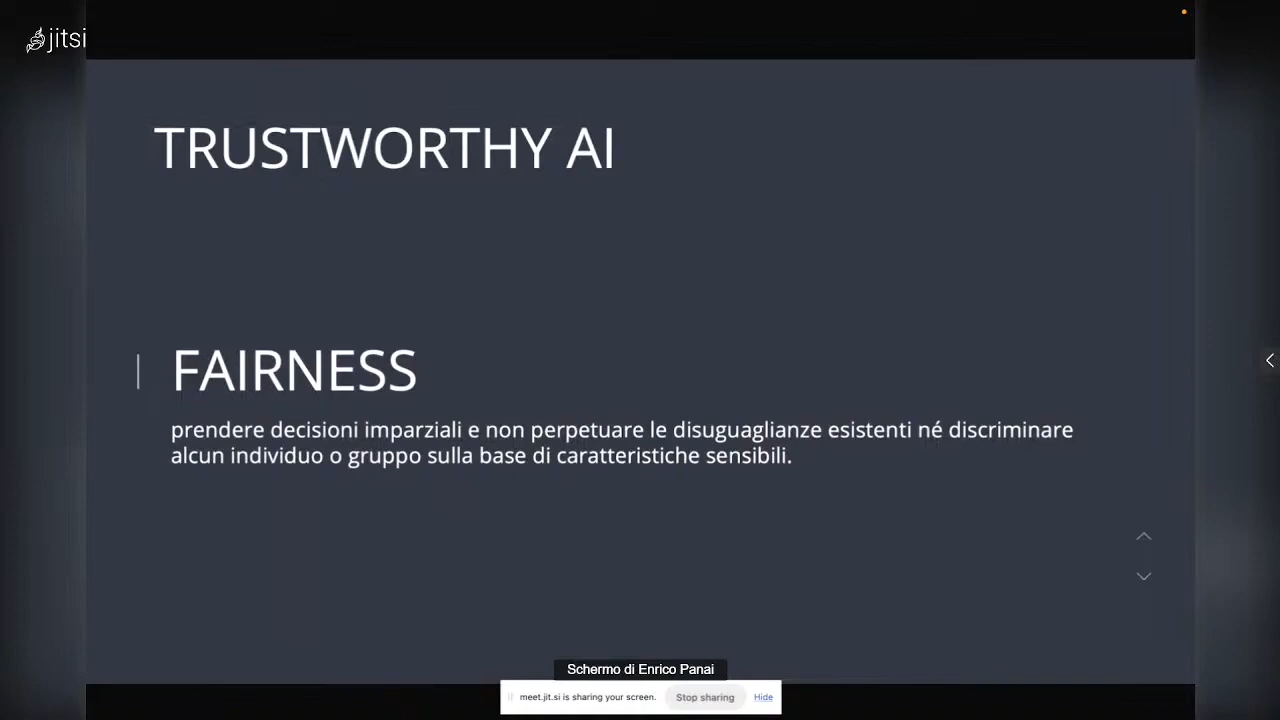 jitsi
TRUSTWORTHY AI
FAIRNESS
prendere decisioni imparziali e non perpetuare le disuguaglianze esistenti né discriminare
alcun individuo o gruppo sulla base di caratteristiche sensibili.
Schermo di Enrico Panai
meet.jit.si is sharing your screen. Stop sharing Hide